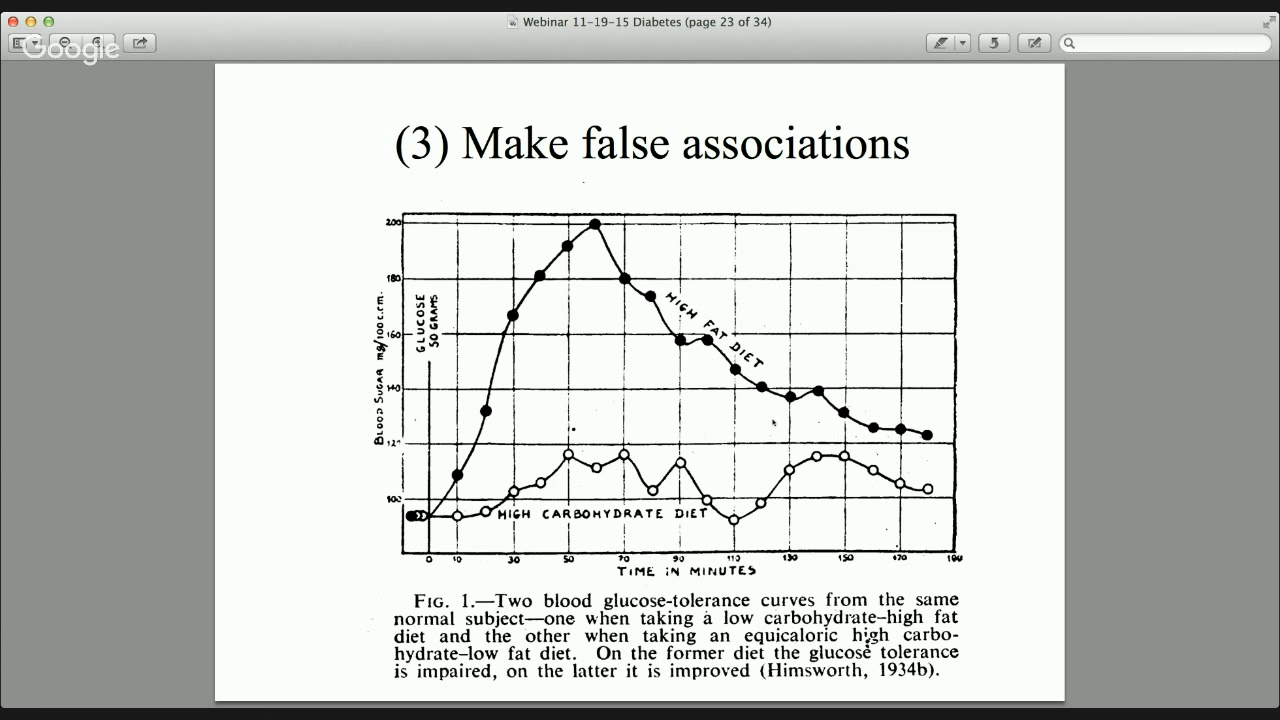 Webinar 11-19-15 Diabetes (page 23 of 34)
Google
(3) Make false associations
200
180
160
140
12
100
BLOOD SUGAR mg/100c.cm.
GLUCOSE
50 GRAMS
HIGH FAT DIET
HIGH CARBOHYDRATE DIET
0 10 30 50 70 90 110 130 150 170 180
TIME IN MINUTES
FIG. 1.—Two blood glucose-tolerance curves from the same
normal subject—one when taking a low carbohydrate–high fat
diet and the other when taking an equicaloric high carbo-
hydrate–low fat diet. On the former diet the glucose tolerance
is impaired, on the latter it is improved (Himsworth, 1934b).